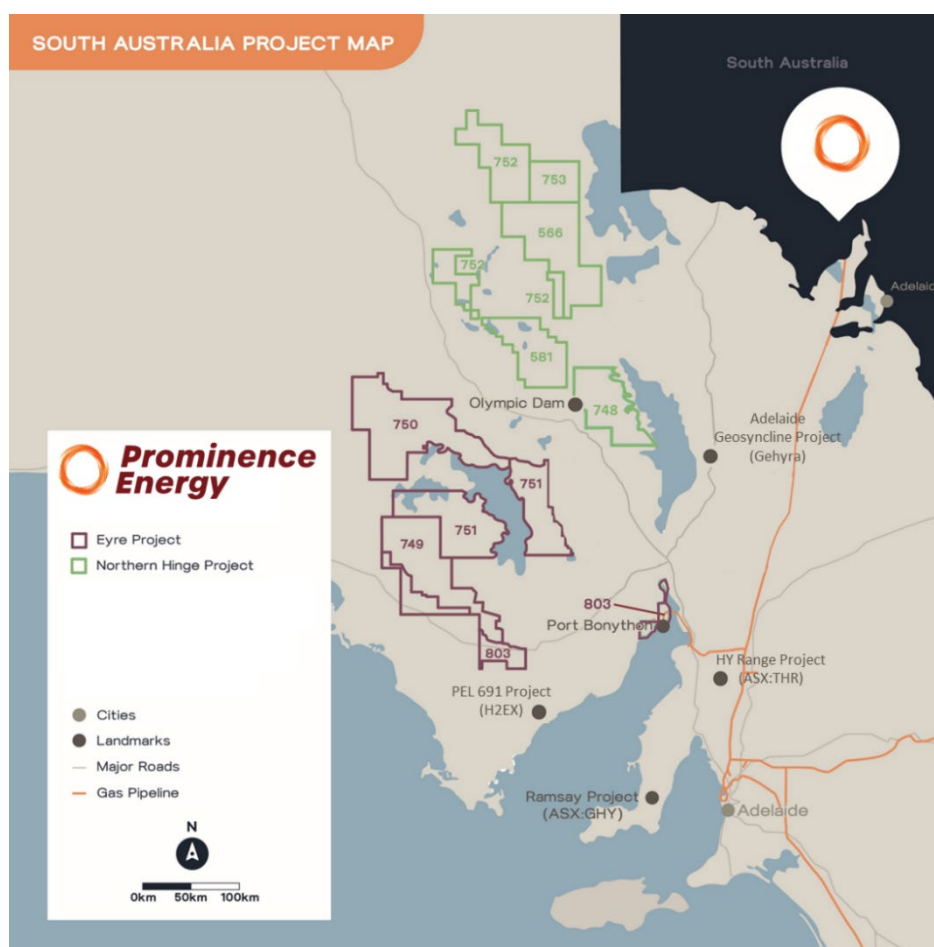 SOUTH AUSTRALIA PROJECT MAP
South Australia
752
753
566
752
752
Adelaid
581
Olympic Dam
748
750
Adelaide
Geosyncline Project
(Gehyra)
Prominence
Energy
751
751
Eyre Project
749
Northern Hinge Project
803
Port Bonython
803
HY Range Project
(ASX:THR)
PEL 691 Project
(H2EX)
Cities
Landmarks
Major Roads
Gas Pipeline
Ramsay Project
(ASX:GHY)
Adelaide
N
0km 50km 100km